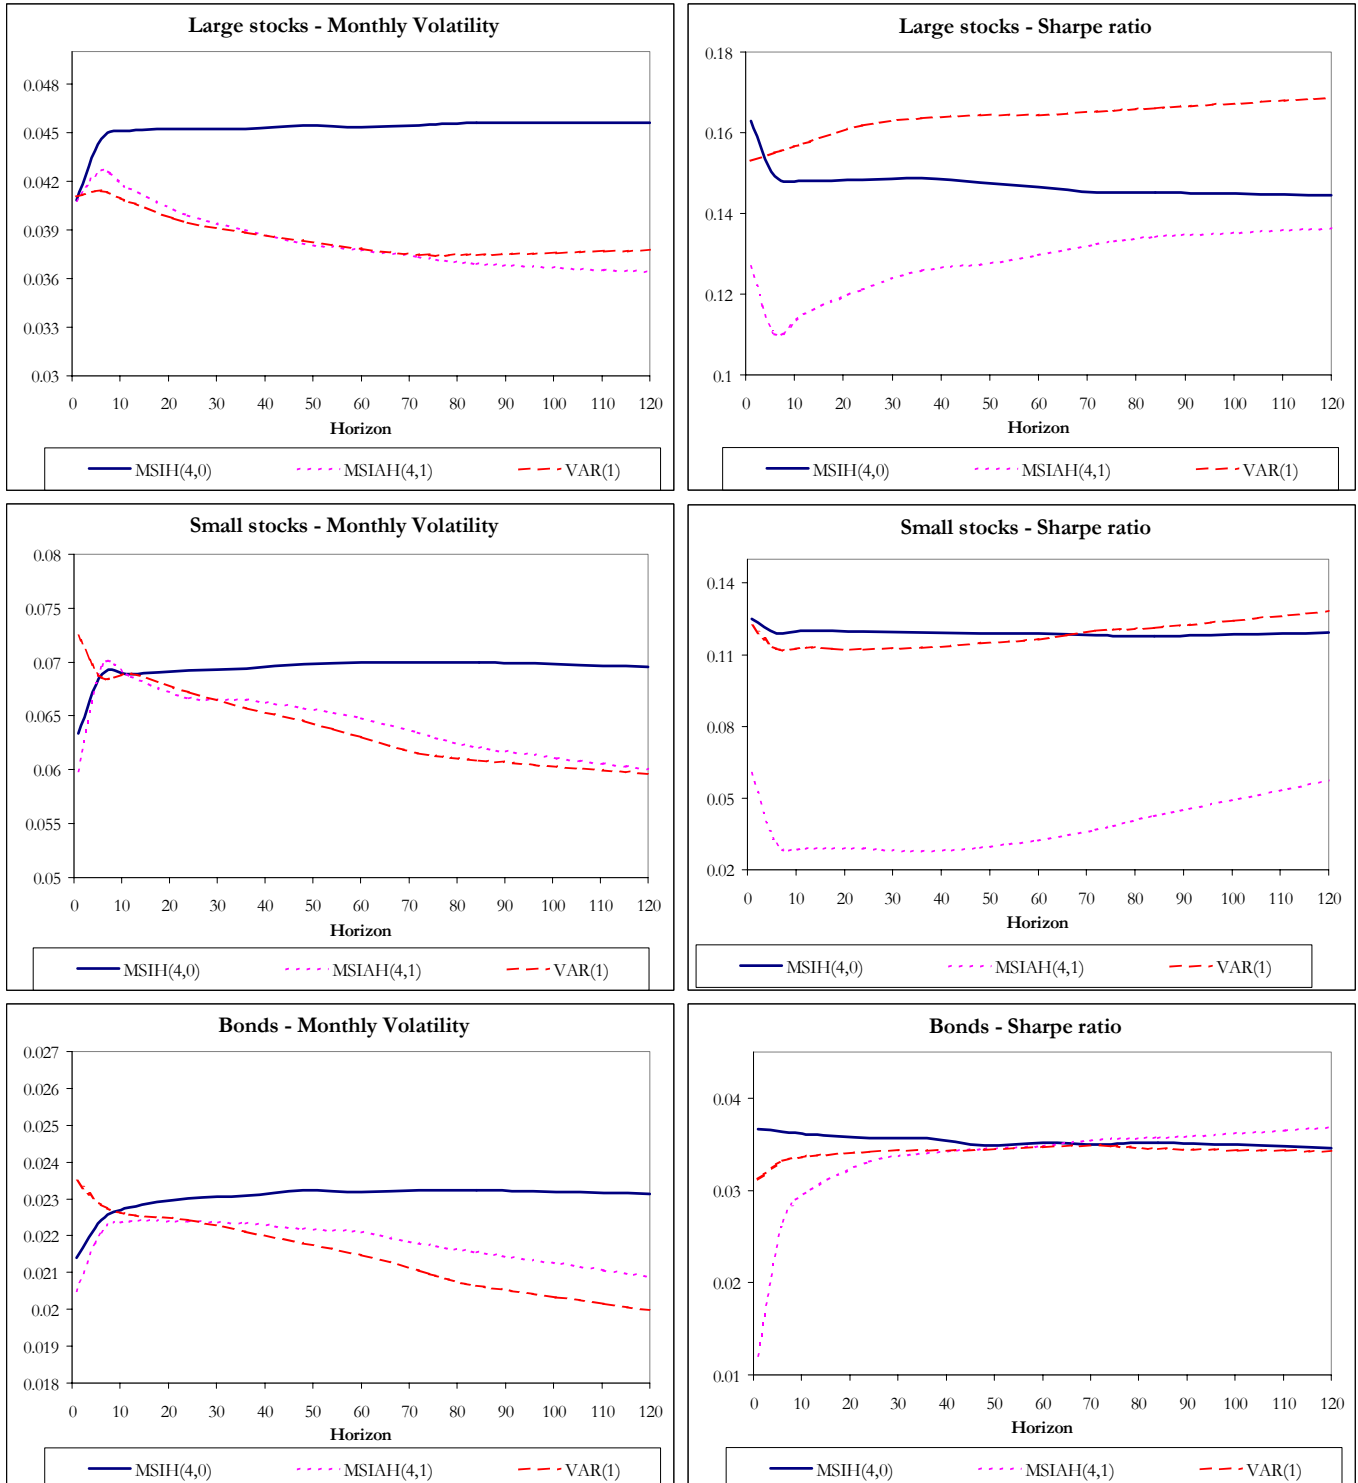 Large stocks - Monthly Volatility
0.048
0.045
0.042
0.039
0.036
0.033
0.03
0 10 20 30 40 50 60 70 80 90 100 110 120
Horizon
MSIH(4,0) MSIAH(4,1) VAR(1)
Large stocks - Sharpe ratio
0.18
0.16
0.14
0.12
0.1
0 10 20 30 40 50 60 70 80 90 100 110 120
Horizon
MSIH(4,0) MSIAH(4,1) VAR(1)
Small stocks - Monthly Volatility
0.08
0.075
0.07
0.065
0.06
0.055
0.05
0 10 20 30 40 50 60 70 80 90 100 110 120
Horizon
MSIH(4,0) MSIAH(4,1) VAR(1)
Small stocks - Sharpe ratio
0.14
0.11
0.08
0.05
0.02
0 10 20 30 40 50 60 70 80 90 100 110 120
Horizon
MSIH(4,0) MSIAH(4,1) VAR(1)
Bonds - Monthly Volatility
0.027
0.026
0.025
0.024
0.023
0.022
0.021
0.02
0.019
0.018
0 10 20 30 40 50 60 70 80 90 100 110 120
Horizon
MSIH(4,0) MSIAH(4,1) VAR(1)
Bonds - Sharpe ratio
0.04
0.03
0.02
0.01
0 10 20 30 40 50 60 70 80 90 100 110 120
Horizon
MSIH(4,0) MSIAH(4,1) VAR(1)